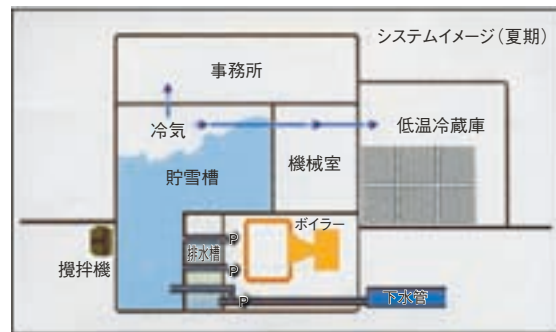 システムイメージ（夏期）
事務所
冷気
低温冷蔵庫
貯雪槽
機械室
ボイラー
P
排水槽
攪拌機
P
P
下水管